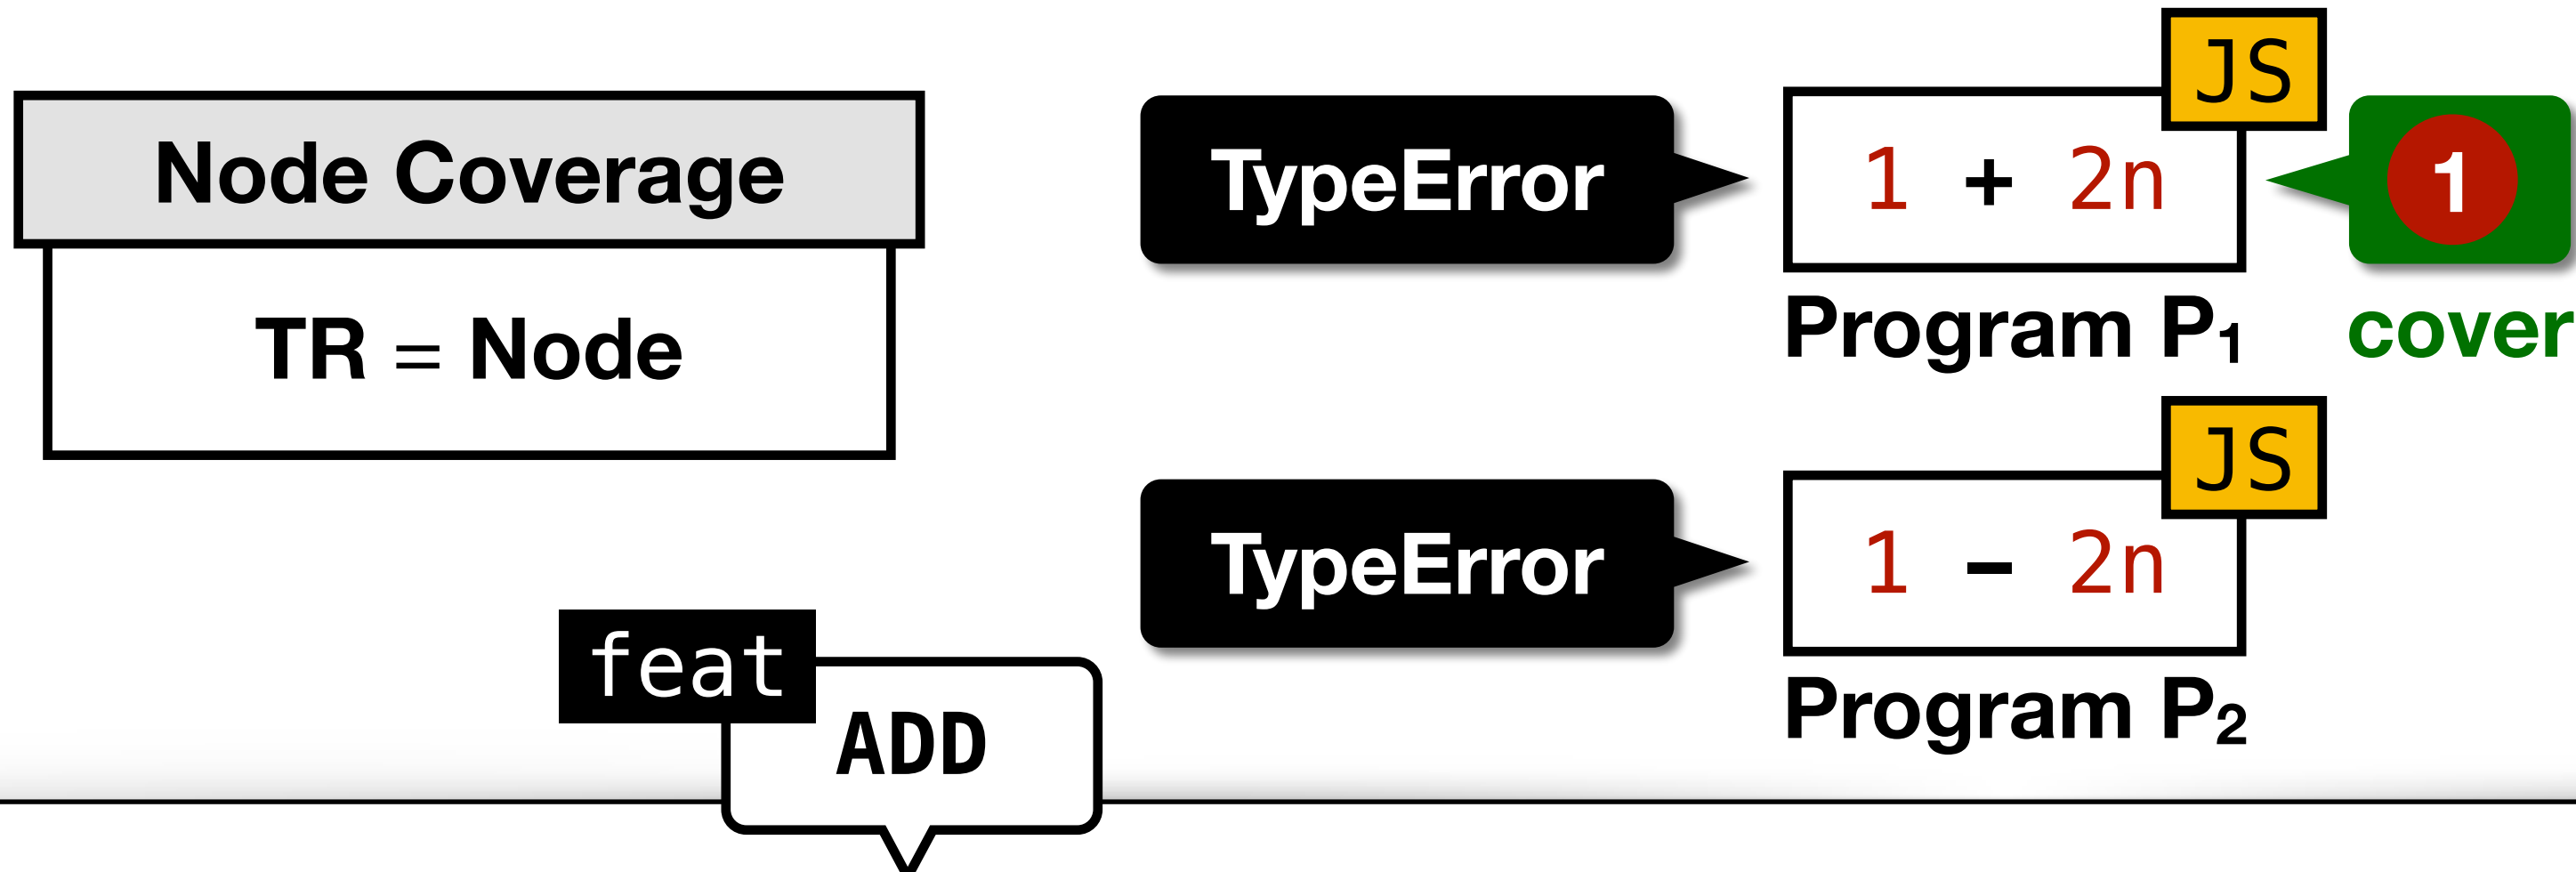 Node Coverage
TR = Node
TypeError
JS
1 + 2n
1
Program P₁
cover
TypeError
JS
1 - 2n
Program P₂
feat
ADD